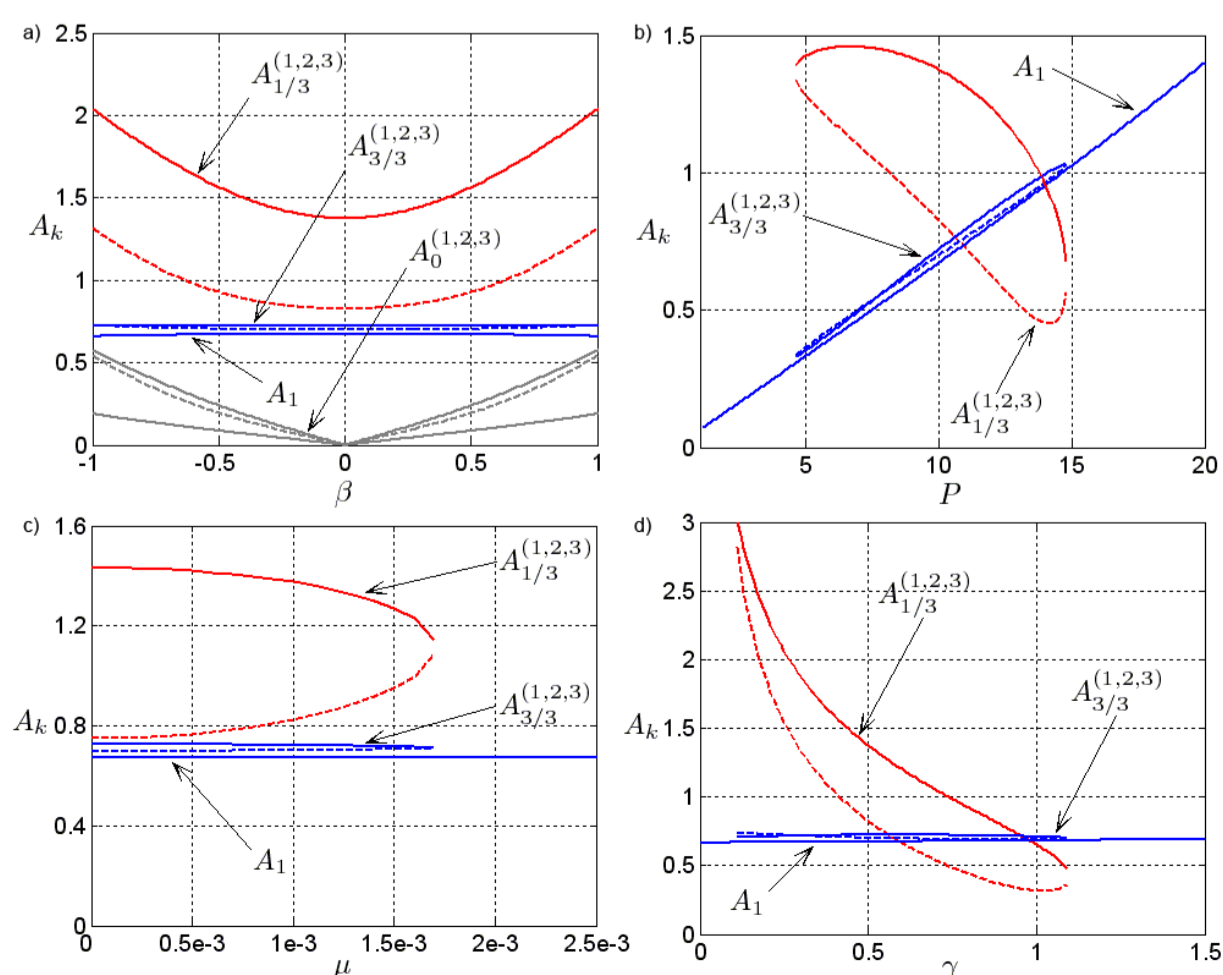 a)
2.5
2
1.5
1
0.5
0
A_k
A_{1/3}^{(1,2,3)}
A_{3/3}^{(1,2,3)}
A_0^{(1,2,3)}
A_1
-1 -0.5 0 0.5 1
β
b)
1.5
1
0.5
0
A_k
A_1
A_{3/3}^{(1,2,3)}
A_{1/3}^{(1,2,3)}
5 10 15 20
P
c)
1.6
1.2
0.8
0.4
0
A_k
A_{1/3}^{(1,2,3)}
A_{3/3}^{(1,2,3)}
A_1
0 0.5e-3 1e-3 1.5e-3 2e-3 2.5e-3
μ
d)
3
2.5
2
1.5
1
0.5
0
A_k
A_{1/3}^{(1,2,3)}
A_{3/3}^{(1,2,3)}
A_1
0 0.5 1 1.5
γ